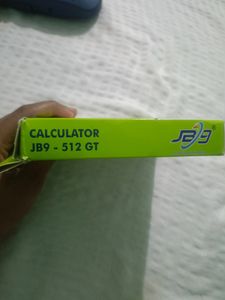 CALCULATOR
JB9 - 512 GT
JB9®